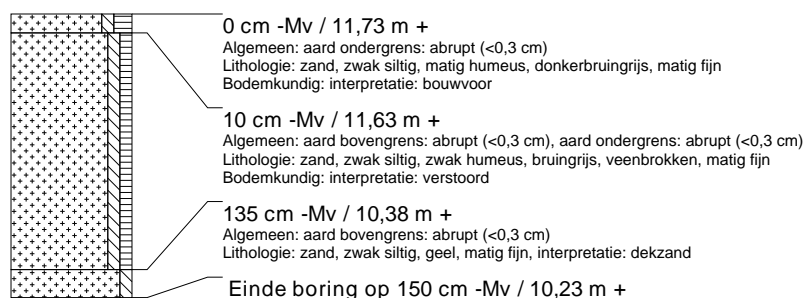 0 cm -Mv / 11,73 m +
Algemeen: aard ondergrens: abrupt (<0,3 cm)
Lithologie: zand, zwak siltig, matig humeus, donkerbruingrijs, matig fijn
Bodemkundig: interpretatie: bouwvoor
10 cm -Mv / 11,63 m +
Algemeen: aard bovengrens: abrupt (<0,3 cm), aard ondergrens: abrupt (<0,3 cm)
Lithologie: zand, zwak siltig, zwak humeus, bruingrijs, veenbrokken, matig fijn
Bodemkundig: interpretatie: verstoord
135 cm -Mv / 10,38 m +
Algemeen: aard bovengrens: abrupt (<0,3 cm)
Lithologie: zand, zwak siltig, geel, matig fijn, interpretatie: dekzand
Einde boring op 150 cm -Mv / 10,23 m +